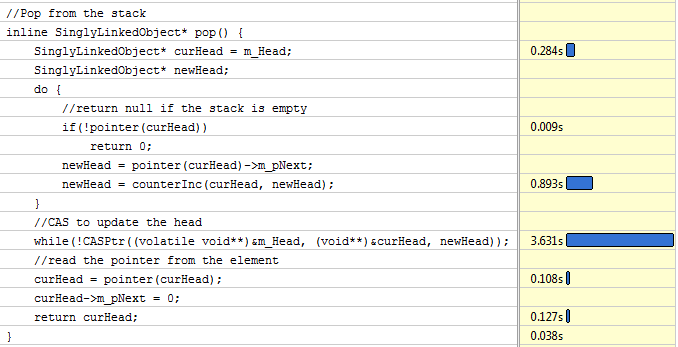 //Pop from the stack
inline SinglyLinkedObject* pop() {
    SinglyLinkedObject* curHead = m_Head; 0.284s
    SinglyLinkedObject* newHead;
    do {
        //return null if the stack is empty
        if(!pointer(curHead)) 0.009s
            return 0;
        newHead = pointer(curHead)->m_pNext;
        newHead = counterInc(curHead, newHead); 0.893s
    }
    //CAS to update the head
    while(!CASPtr((volatile void**)&m_Head, (void**)&curHead, newHead)); 3.631s
    //read the pointer from the element
    curHead = pointer(curHead); 0.108s
    curHead->m_pNext = 0;
    return curHead; 0.127s
} 0.038s